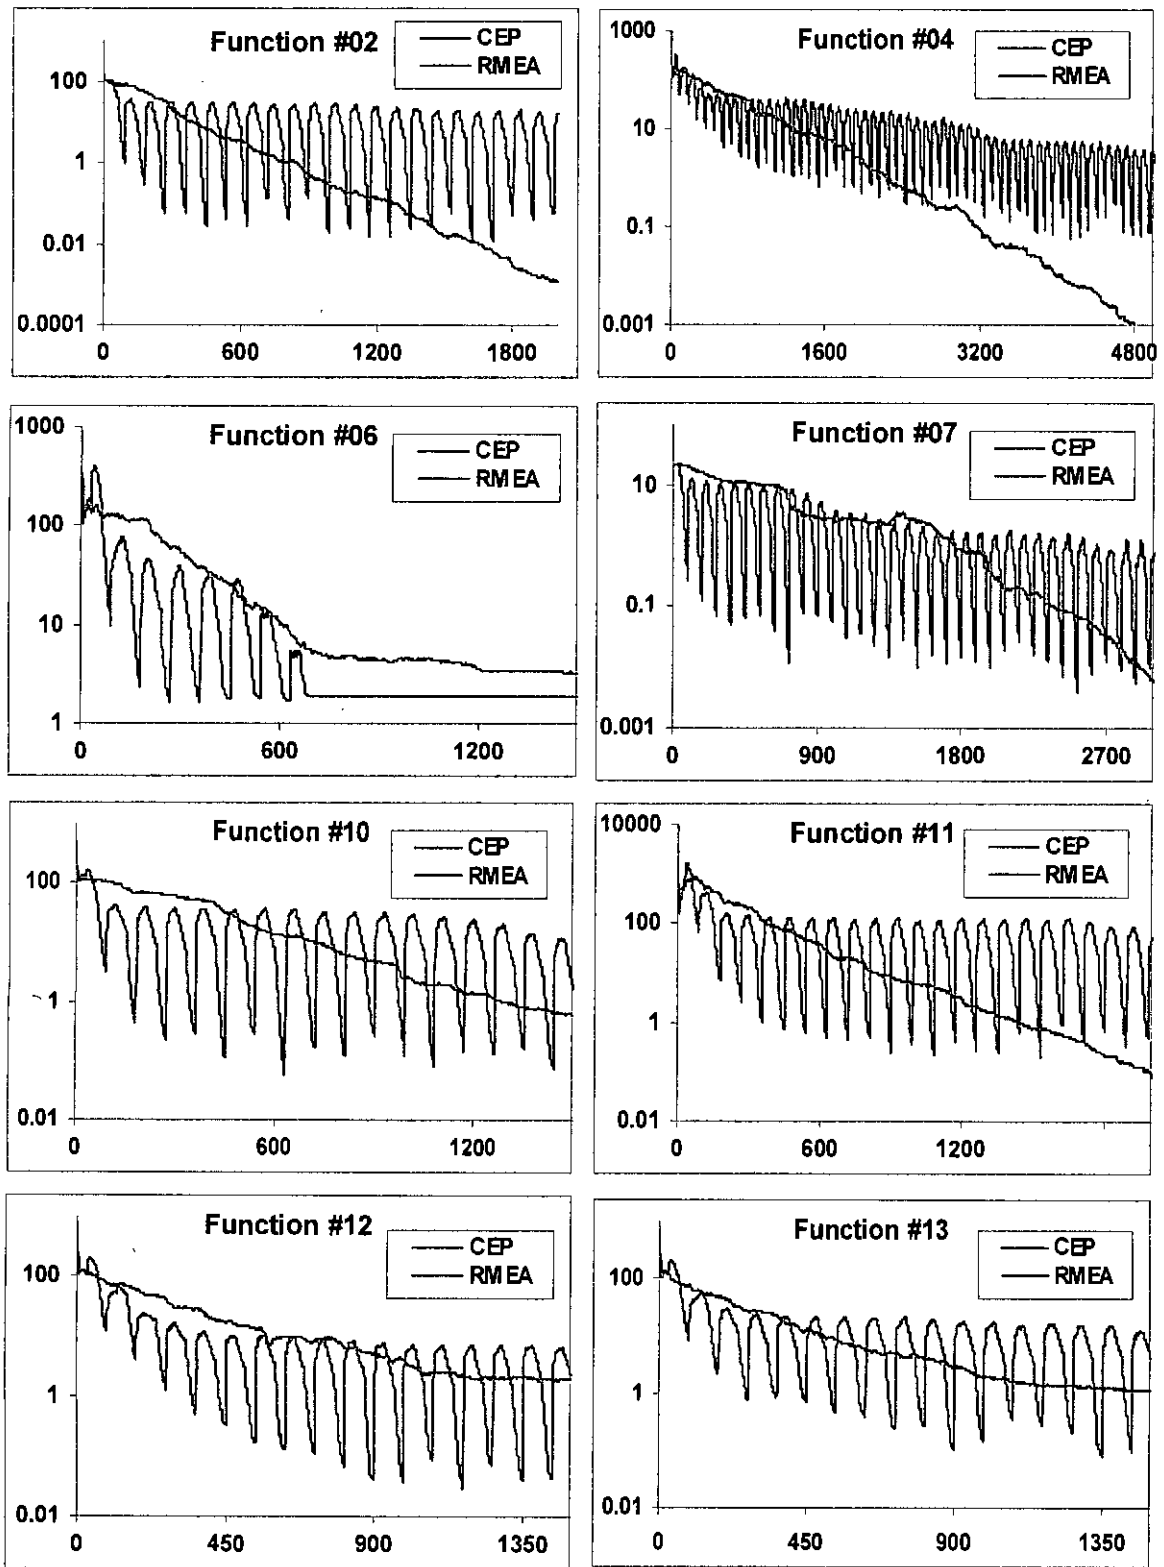 Function #02
CEP
RMEA
100
1
0.01
0.0001
0 600 1200 1800
Function #04
CEP
RMEA
1000
10
0.1
0.001
0 1600 3200 4800
Function #06
CEP
RMEA
1000
100
10
1
0 600 1200
Function #07
CEP
RMEA
10
0.1
0.001
0 900 1800 2700
Function #10
CEP
RMEA
100
1
0.01
0 600 1200
Function #11
CEP
RMEA
10000
100
1
0.01
0 600 1200
Function #12
CEP
RMEA
100
1
0.01
0 450 900 1350
Function #13
CEP
RMEA
100
1
0.01
0 450 900 1350